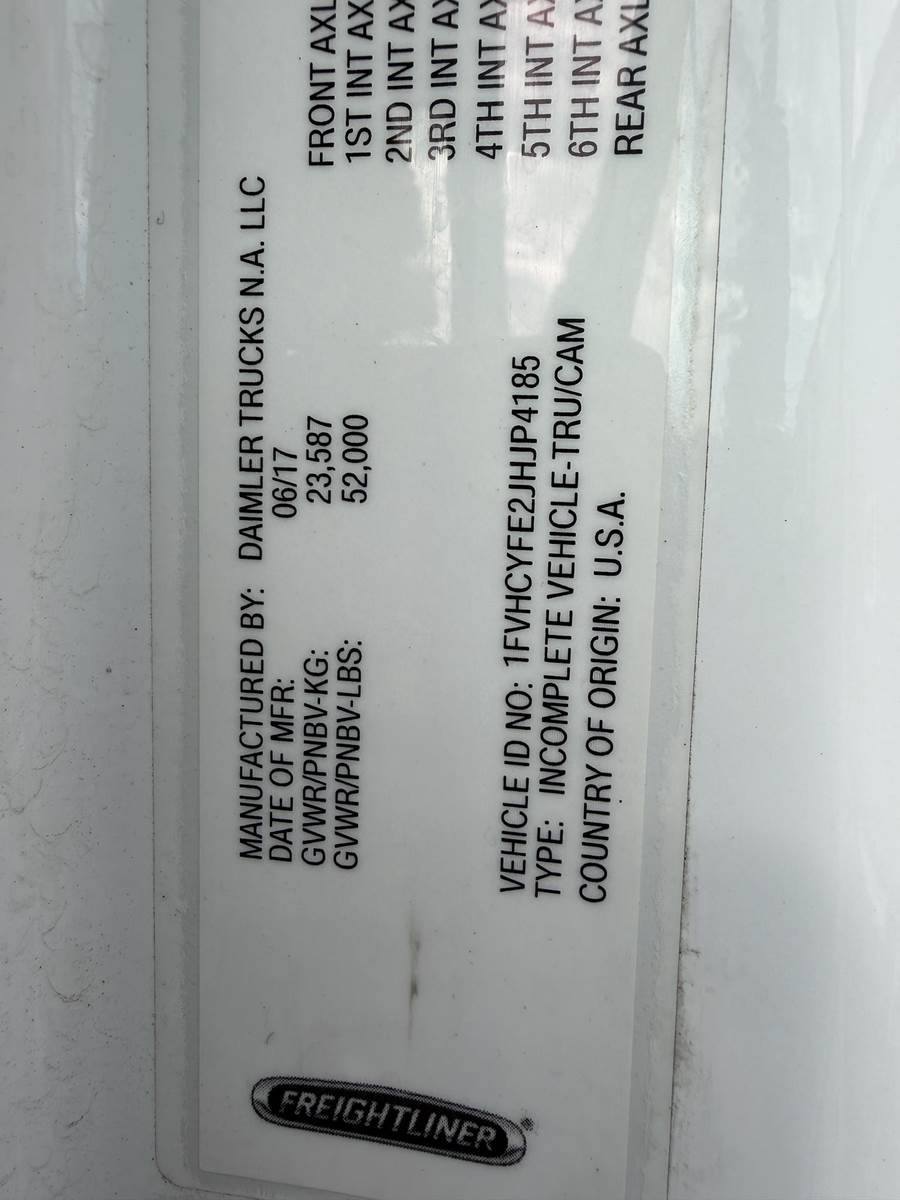 FREIGHTLINER®
MANUFACTURED BY: DAIMLER TRUCKS N.A. LLC
DATE OF MFR: 06/17
GVWR/PNBV-KG: 23,587
GVWR/PNBV-LBS: 52,000
VEHICLE ID NO: 1FVHCYFE2JHJP4185
TYPE: INCOMPLETE VEHICLE-TRU/CAM
COUNTRY OF ORIGIN: U.S.A.
FRONT AXL
1ST INT AX
2ND INT AX
3RD INT AX
4TH INT AX
5TH INT AX
6TH INT AX
REAR AXL